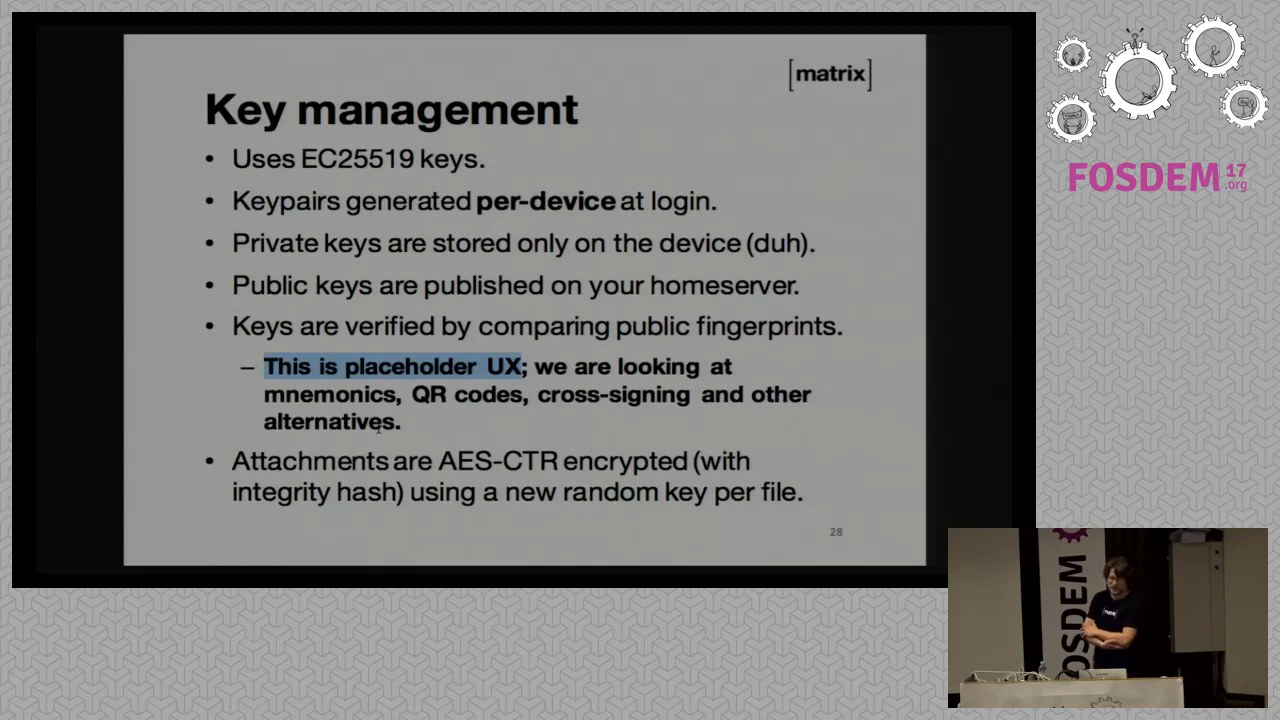 [matrix]
Key management
• Uses EC25519 keys.
• Keypairs generated per-device at login.
• Private keys are stored only on the device (duh).
• Public keys are published on your homeserver.
• Keys are verified by comparing public fingerprints.
– This is placeholder UX; we are looking at
mnemonics, QR codes, cross-signing and other
alternatives.
• Attachments are AES-CTR encrypted (with
integrity hash) using a new random key per file.
28
FOSDEM 17
.org
FOSDEM
[matrix]